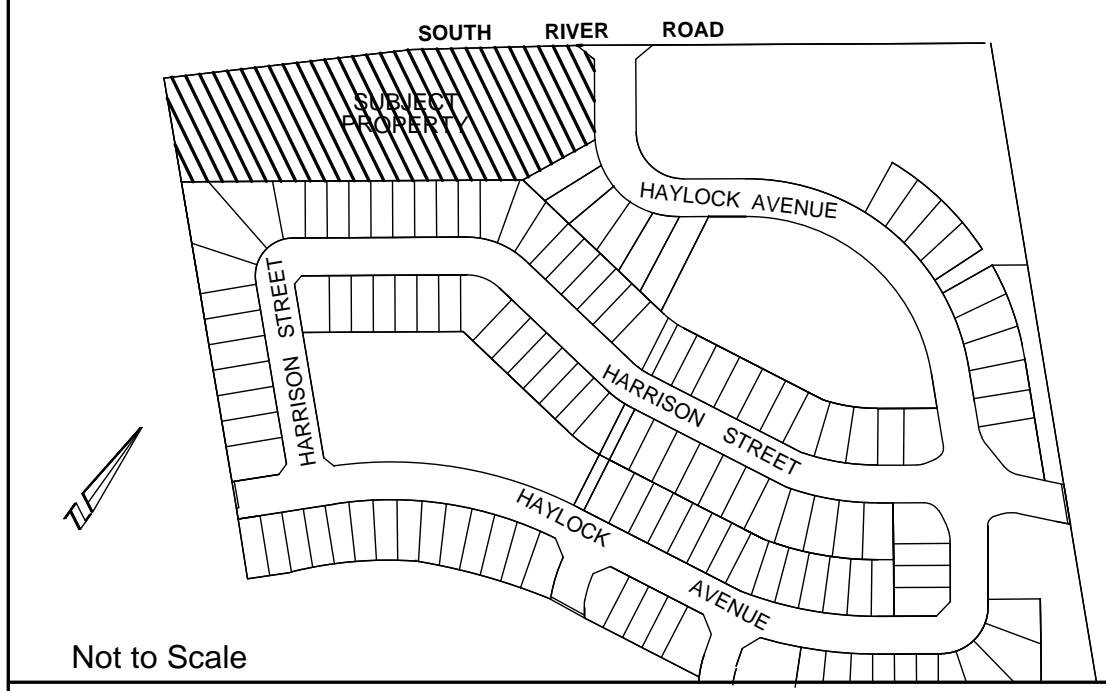 SOUTH RIVER ROAD
SUBJECT
PROPERTY
HAYLOCK AVENUE
HARRISON STREET
HARRISON STREET
HAYLOCK AVENUE
Z
Not to Scale